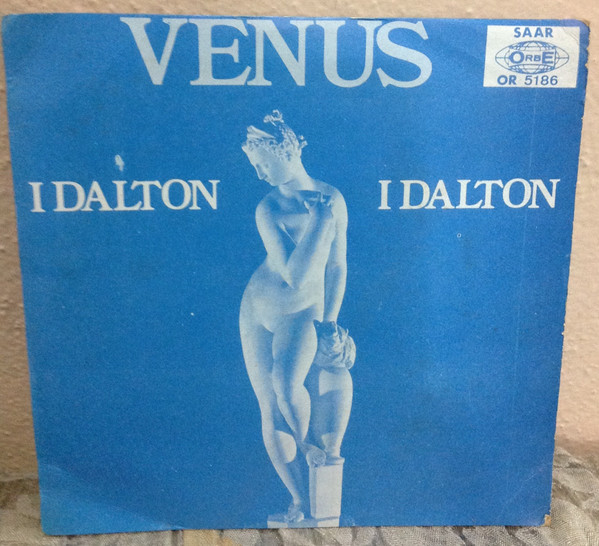 VENUS
SAAR
ORBE
OR 5186
I DALTON
I DALTON